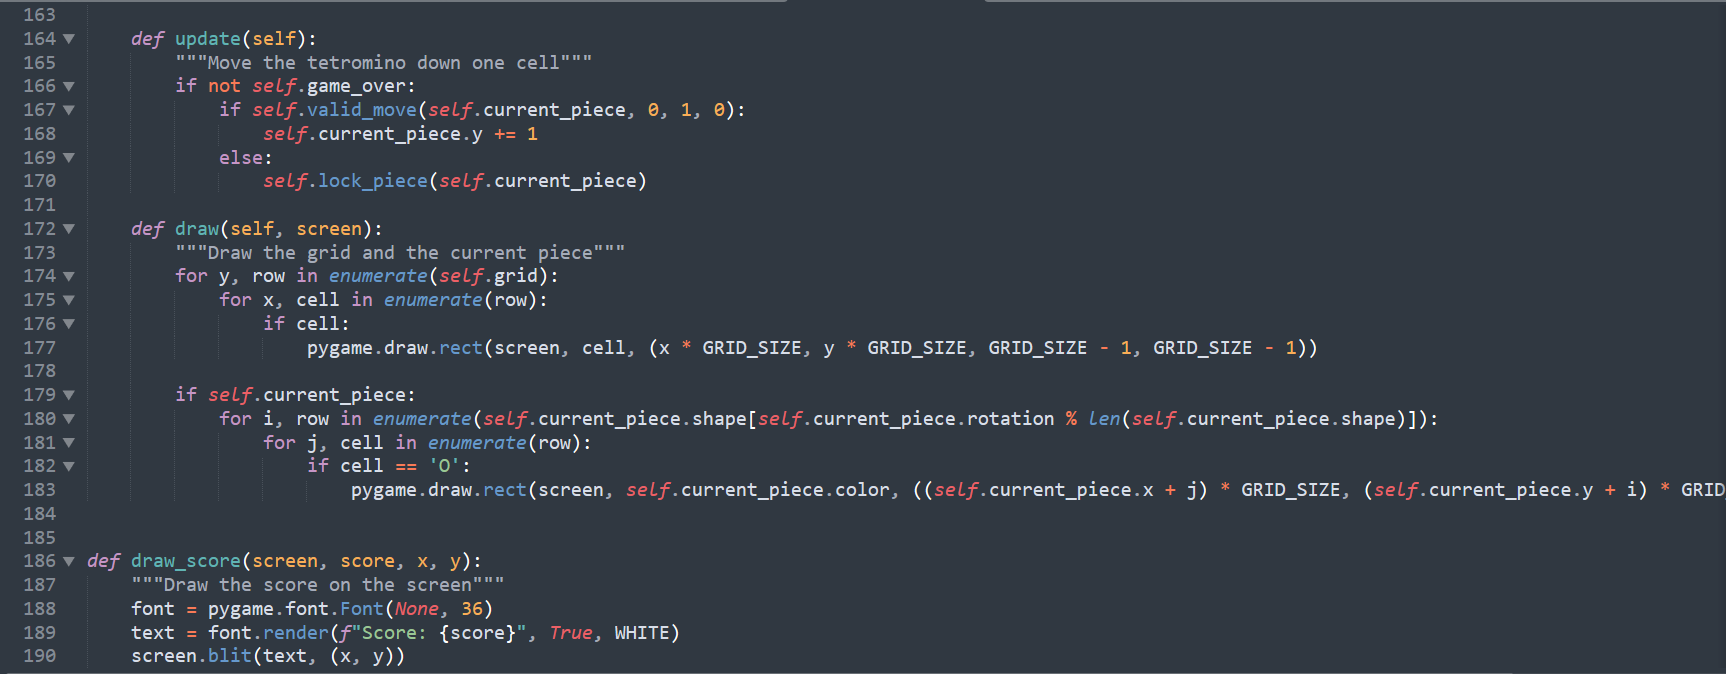 163
164 ▼ def update(self):
165 """Move the tetromino down one cell"""
166 ▼ if not self.game_over:
167 ▼ if self.valid_move(self.current_piece, 0, 1, 0):
168 self.current_piece.y += 1
169 ▼ else:
170 self.lock_piece(self.current_piece)
171
172 ▼ def draw(self, screen):
173 """Draw the grid and the current piece"""
174 ▼ for y, row in enumerate(self.grid):
175 ▼ for x, cell in enumerate(row):
176 ▼ if cell:
177 pygame.draw.rect(screen, cell, (x * GRID_SIZE, y * GRID_SIZE, GRID_SIZE - 1, GRID_SIZE - 1))
178
179 ▼ if self.current_piece:
180 ▼ for i, row in enumerate(self.current_piece.shape[self.current_piece.rotation % len(self.current_piece.shape)]):
181 ▼ for j, cell in enumerate(row):
182 ▼ if cell == 'O':
183 pygame.draw.rect(screen, self.current_piece.color, ((self.current_piece.x + j) * GRID_SIZE, (self.current_piece.y + i) * GRID
184
185
186 ▼ def draw_score(screen, score, x, y):
187 """Draw the score on the screen"""
188 font = pygame.font.Font(None, 36)
189 text = font.render(f"Score: {score}", True, WHITE)
190 screen.blit(text, (x, y))